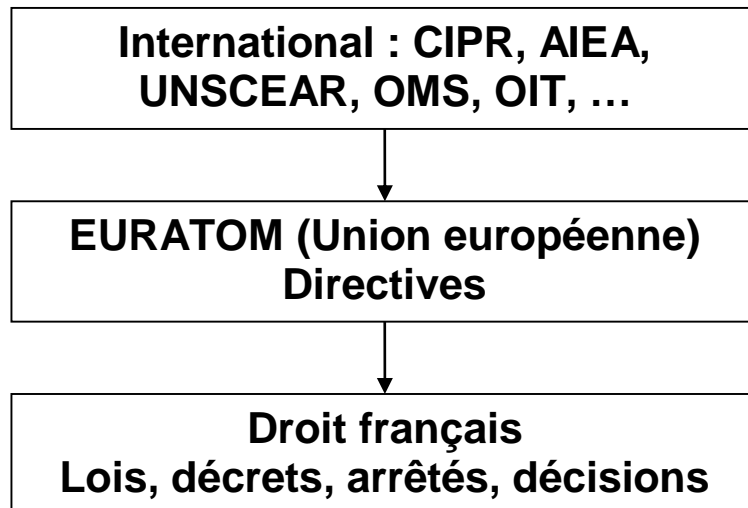 International : CIPR, AIEA,
UNSCEAR, OMS, OIT, …
EURATOM (Union européenne)
Directives
Droit français
Lois, décrets, arrêtés, décisions